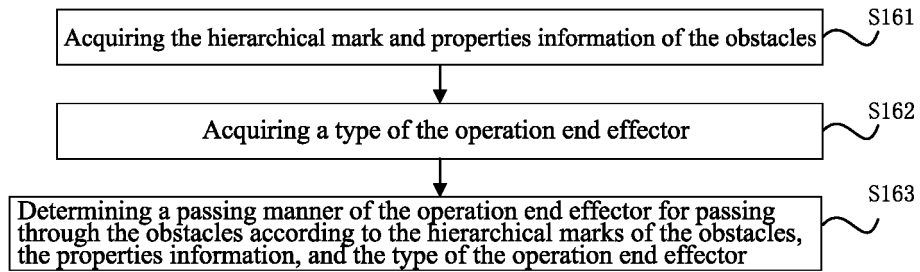 S161
Acquiring the hierarchical mark and properties information of the obstacles
S162
Acquiring a type of the operation end effector
S163
Determining a passing manner of the operation end effector for passing
through the obstacles according to the hierarchical marks of the obstacles,
the properties information, and the type of the operation end effector